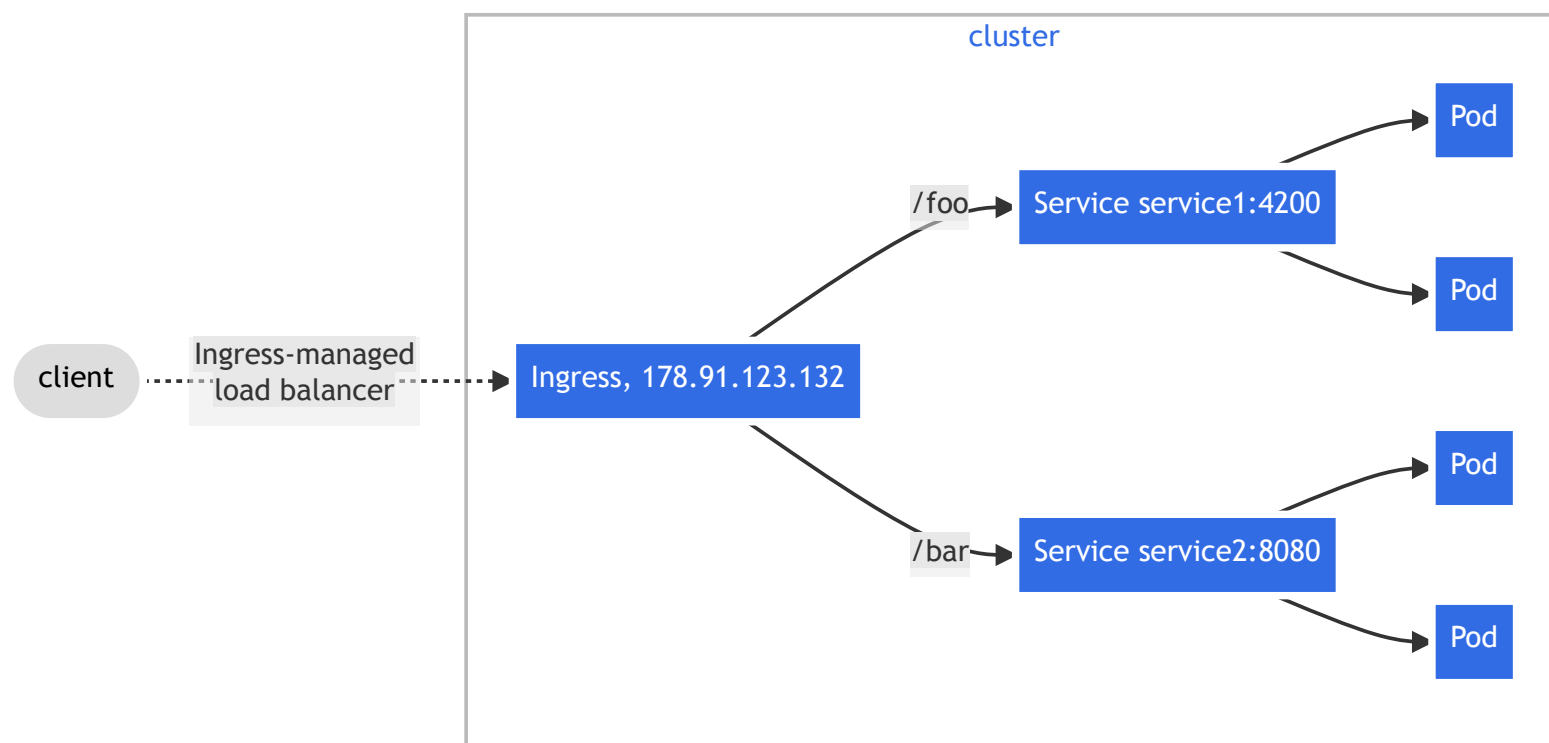 cluster
Pod
/foo
Service service1:4200
Pod
client
Ingress-managed
load balancer
Ingress, 178.91.123.132
Pod
/bar
Service service2:8080
Pod